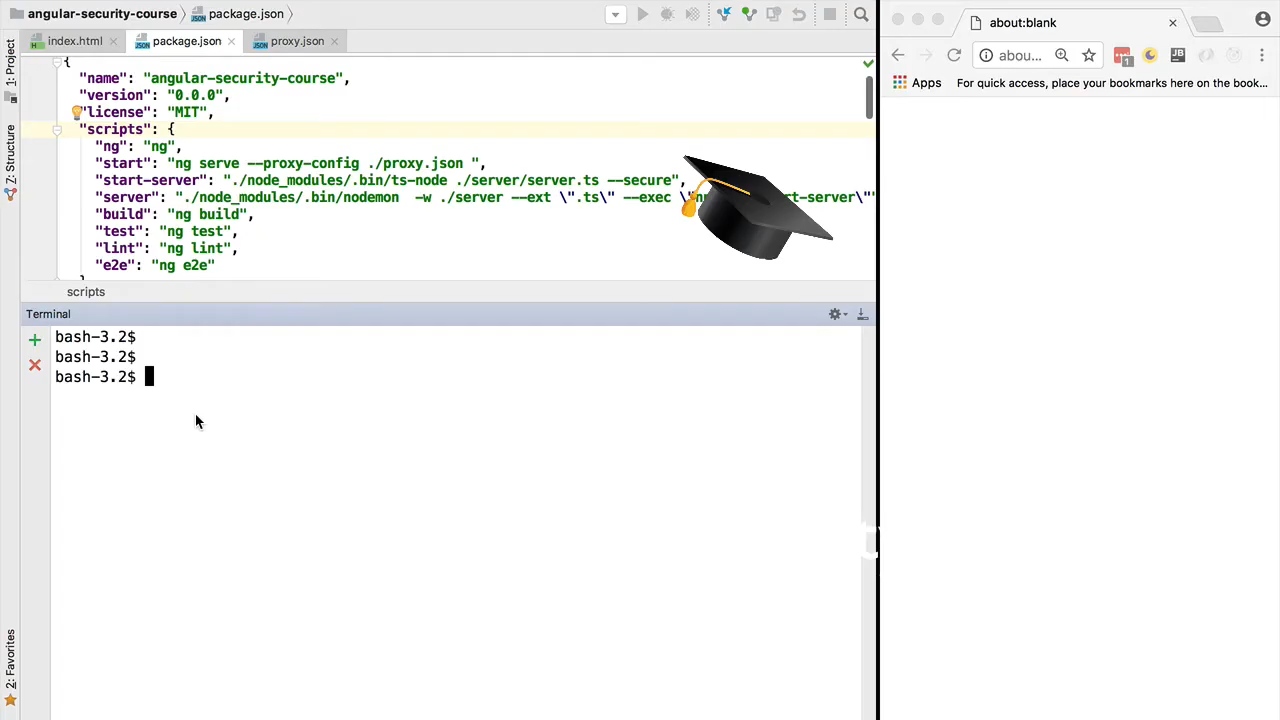 angular-security-course package.json
index.html package.json proxy.json
1: Project
Z: Structure
2: Favorites
{
"name": "angular-security-course",
"version": "0.0.0",
"license": "MIT",
"scripts": {
"ng": "ng",
"start": "ng serve --proxy-config ./proxy.json ",
"start-server": "./node_modules/.bin/ts-node ./server/server.ts --secure",
"server": "./node_modules/.bin/nodemon -w ./server --ext \".ts\" --exec
"build": "ng build",
"test": "ng test",
"lint": "ng lint",
"e2e": "ng e2e"
scripts
Terminal
bash-3.2$
bash-3.2$
bash-3.2$
about:blank
abou...
1
JB
Apps For quick access, place your bookmarks here on the book...